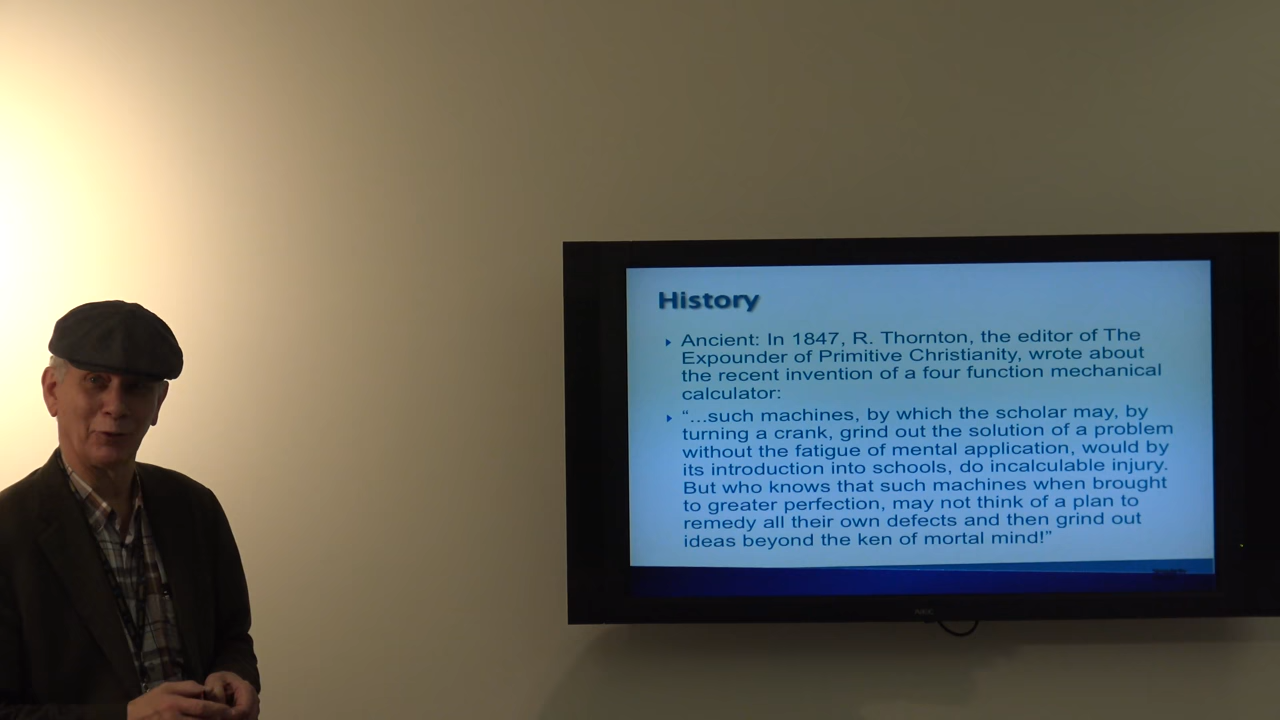 History
Ancient: In 1847, R. Thornton, the editor of The
Expounder of Primitive Christianity, wrote about
the recent invention of a four function mechanical
calculator:
“...such machines, by which the scholar may, by
turning a crank, grind out the solution of a problem
without the fatigue of mental application, would by
its introduction into schools, do incalculable injury.
But who knows that such machines when brought
to greater perfection, may not think of a plan to
remedy all their own defects and then grind out
ideas beyond the ken of mortal mind!”
NEC